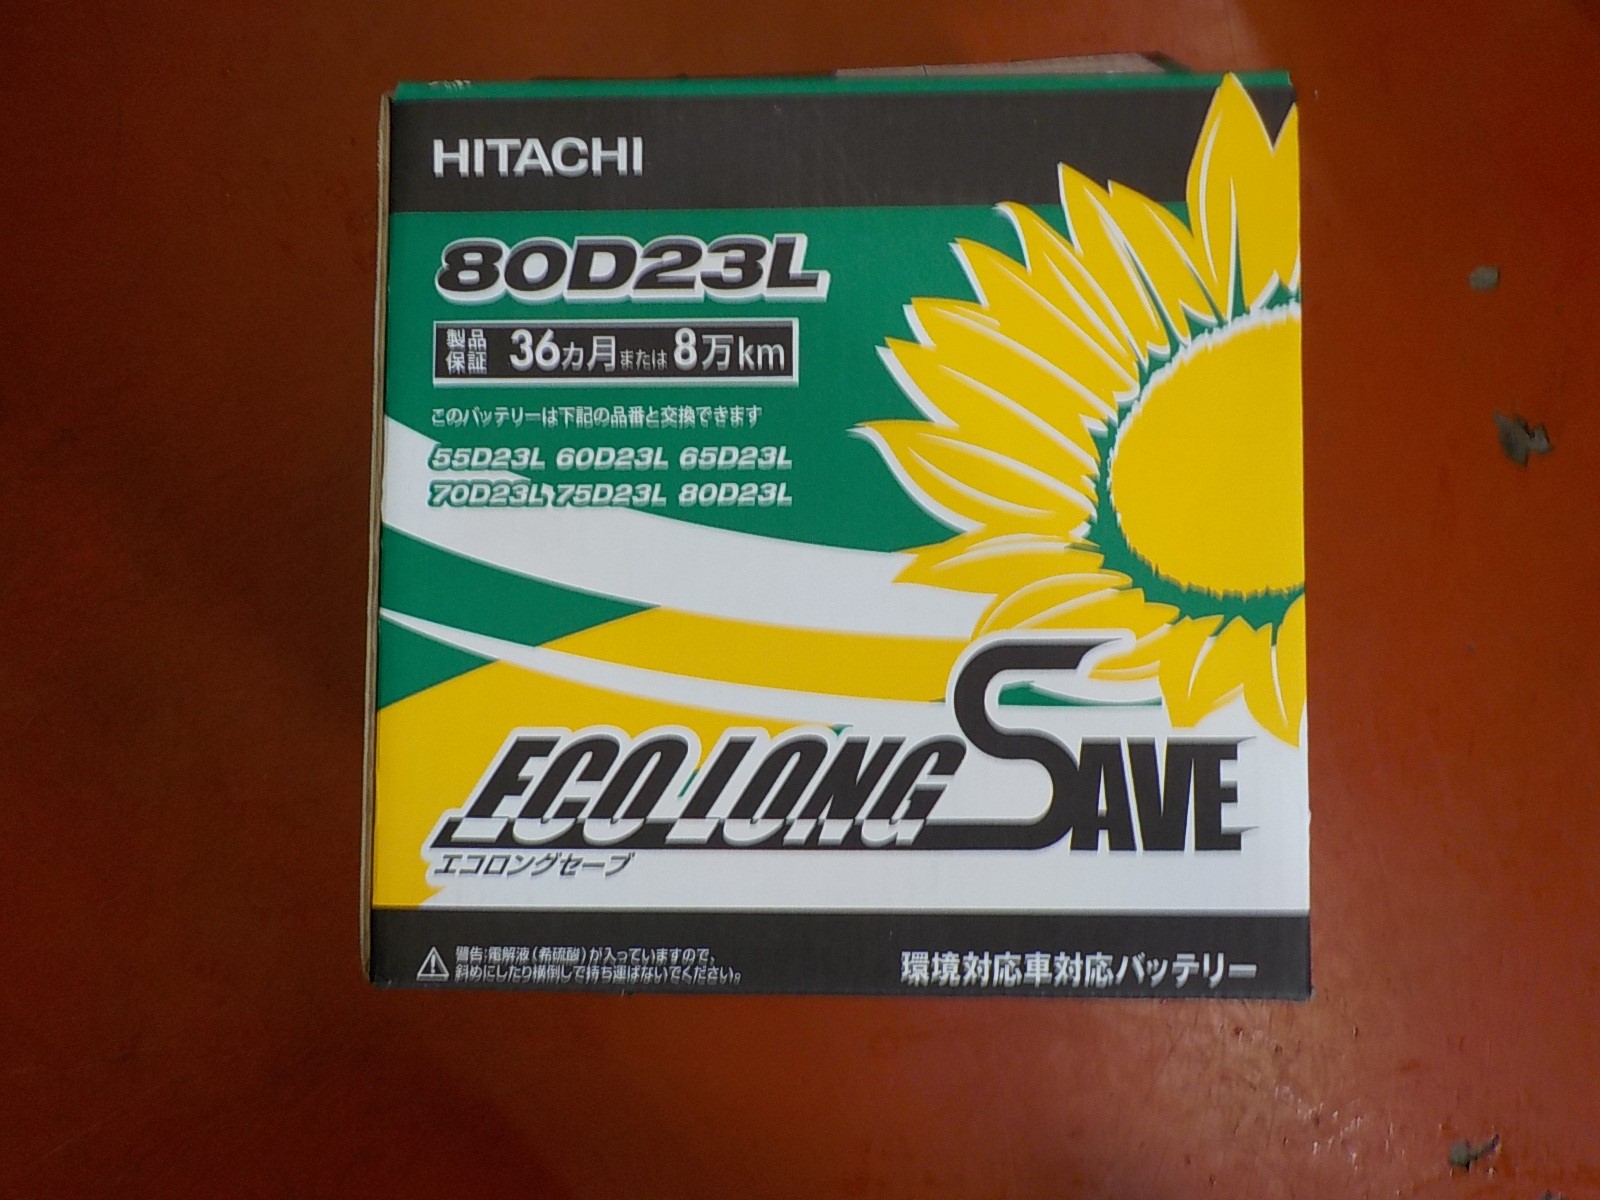 HITACHI
80D23L
製品保証 36カ月または8万km
このバッテリーは下記の品番と交換できます
55D23L 60D23L 65D23L
70D23L 75D23L 80D23L
ECO LONG SAVE
エコロングセーブ
警告:電解液(希硫酸)が入っていますので、
斜めにしたり横倒しで持ち運ばないでください。
環境対応車対応バッテリー